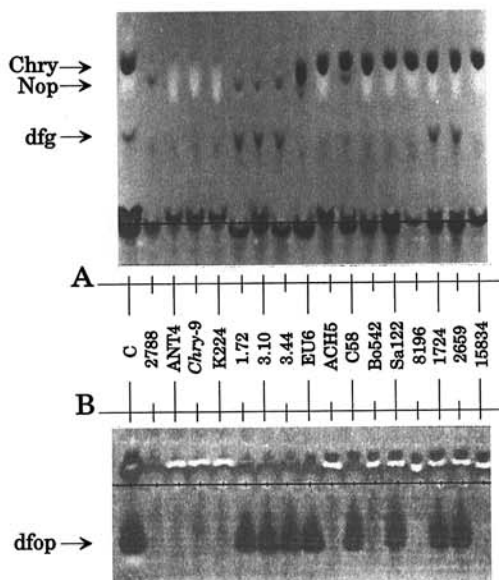 Chry
Nop
dfg
A
C
2788
ANT4
Chry-9
K224
1.72
3.10
3.44
EU6
ACH5
C58
Bo542
Sa122
8196
1724
2659
15834
B
dfop